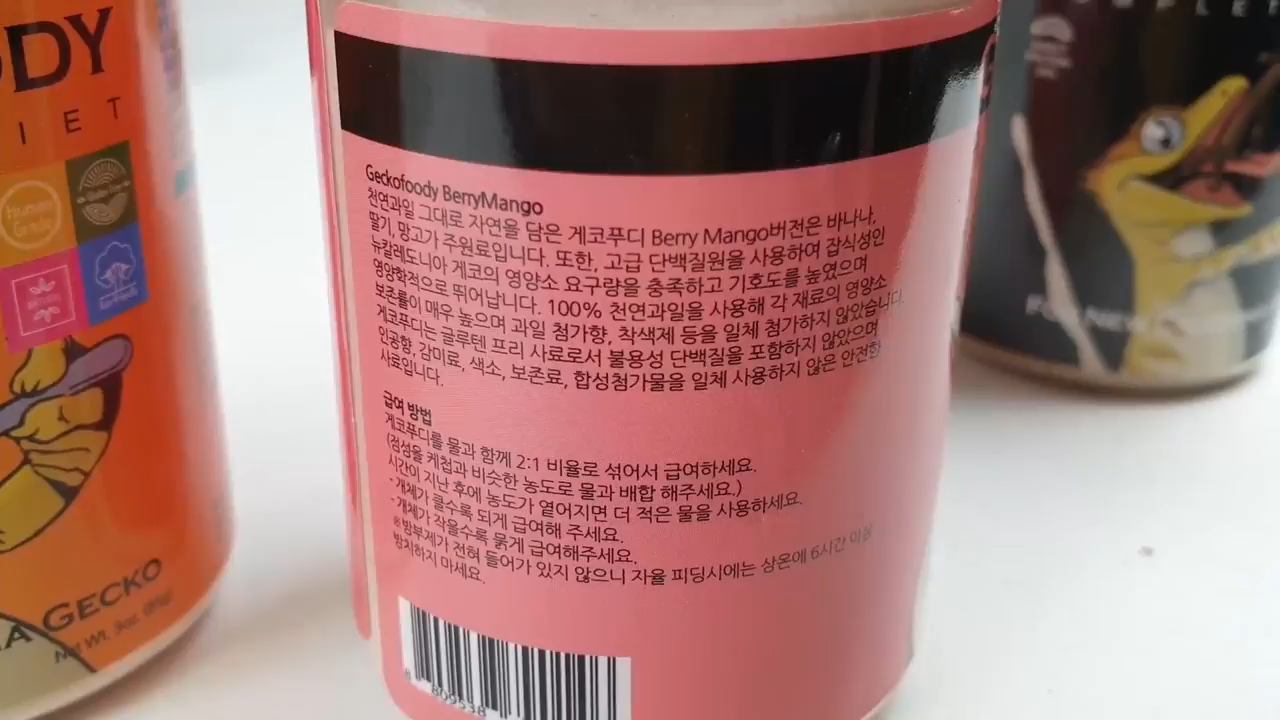 ODY
IET
Human Grade
NATURAL
Eco-Friendly
A GECKO
Net Wt. 3oz. (85g)
Geckofoody BerryMango
천연과일 그대로 자연을 담은 게코푸디 Berry Mango버전은 바나나,
딸기, 망고가 주원료입니다. 또한, 고급 단백질원을 사용하여 잡식성인
뉴칼레도니아 게코의 영양소 요구량을 충족하고 기호도를 높였으며
영양학적으로 뛰어납니다. 100% 천연과일을 사용해 각 재료의 영양소
보존률이 매우 높으며 과일 첨가향, 착색제 등을 일체 첨가하지 않았습니다.
게코푸디는 글루텐 프리 사료로서 불용성 단백질을 포함하지 않았으며
인공향, 감미료, 색소, 보존료, 합성첨가물을 일체 사용하지 않은 안전한
사료입니다.
급여 방법
게코푸디를 물과 함께 2:1 비율로 섞어서 급여하세요.
(점성을 케첩과 비슷한 농도로 물과 배합 해주세요.)
시간이 지난 후에 농도가 옅어지면 더 적은 물을 사용하세요.
-개체가 클수록 되게 급여해 주세요.
-개체가 작을수록 묽게 급여해주세요.
※방부제가 전혀 들어가 있지 않으니 자율 피딩시에는 상온에 6시간 이상
방치하지 마세요.
8 809538
FOR NEW